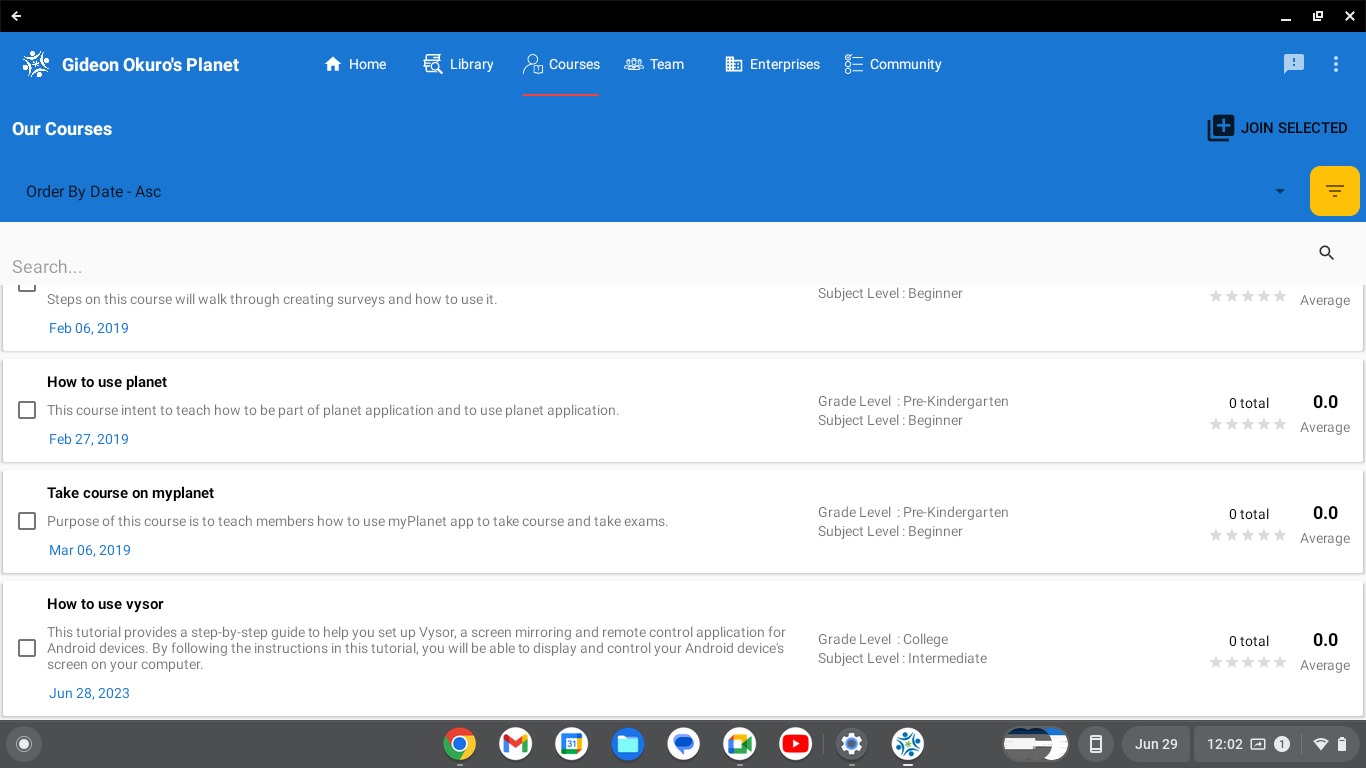 Gideon Okuro's Planet
Home
Library
Courses
Team
Enterprises
Community
Our Courses
JOIN SELECTED
Order By Date - Asc
Search...
Steps on this course will walk through creating surveys and how to use it.
Subject Level : Beginner
Average
Feb 06, 2019
How to use planet
This course intent to teach how to be part of planet application and to use planet application.
Feb 27, 2019
Grade Level : Pre-Kindergarten
Subject Level : Beginner
0 total
0.0
Average
Take course on myplanet
Purpose of this course is to teach members how to use myPlanet app to take course and take exams.
Mar 06, 2019
Grade Level : Pre-Kindergarten
Subject Level : Beginner
0 total
0.0
Average
How to use vysor
This tutorial provides a step-by-step guide to help you set up Vysor, a screen mirroring and remote control application for
Android devices. By following the instructions in this tutorial, you will be able to display and control your Android device's
screen on your computer.
Jun 28, 2023
Grade Level : College
Subject Level : Intermediate
0 total
0.0
Average
31
Jun 29
12:02
1